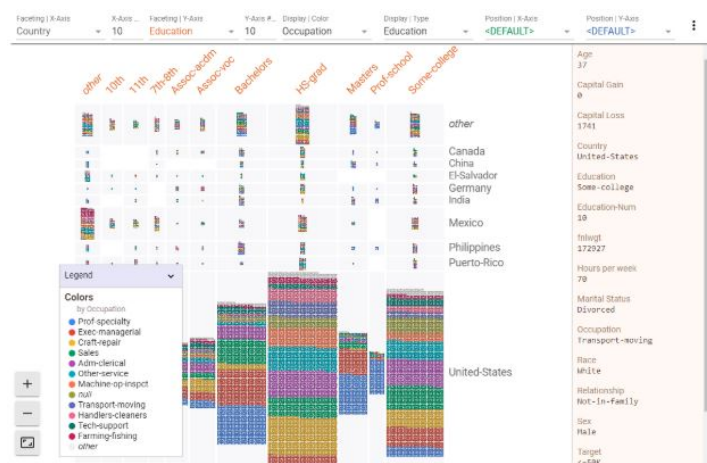 Faceting | X-Axis
Country
X-Axis ...
10
Faceting | Y-Axis
Education
Y-Axis #...
10
Display | Color
Occupation
Display | Type
Education
Position | X-Axis
<DEFAULT>
Position | Y-Axis
<DEFAULT>
other
10th
11th
7th-8th
Assoc-acdm
Assoc-voc
Bachelors
HS-grad
Masters
Prof-school
Some-college
other
Canada
China
El-Salvador
Germany
India
Mexico
Philippines
Puerto-Rico
United-States
Legend
Colors
by Occupation
Prof-specialty
Exec-managerial
Craft-repair
Sales
Adm-clerical
Other-service
Machine-op-inspct
null
Transport-moving
Handlers-cleaners
Tech-support
Farming-fishing
other
+
−
Age
37
Capital Gain
0
Capital Loss
1741
Country
United-States
Education
Some-college
Education-Num
10
fnlwgt
172927
Hours per week
70
Marital Status
Divorced
Occupation
Transport-moving
Race
White
Relationship
Not-in-family
Sex
Male
Target